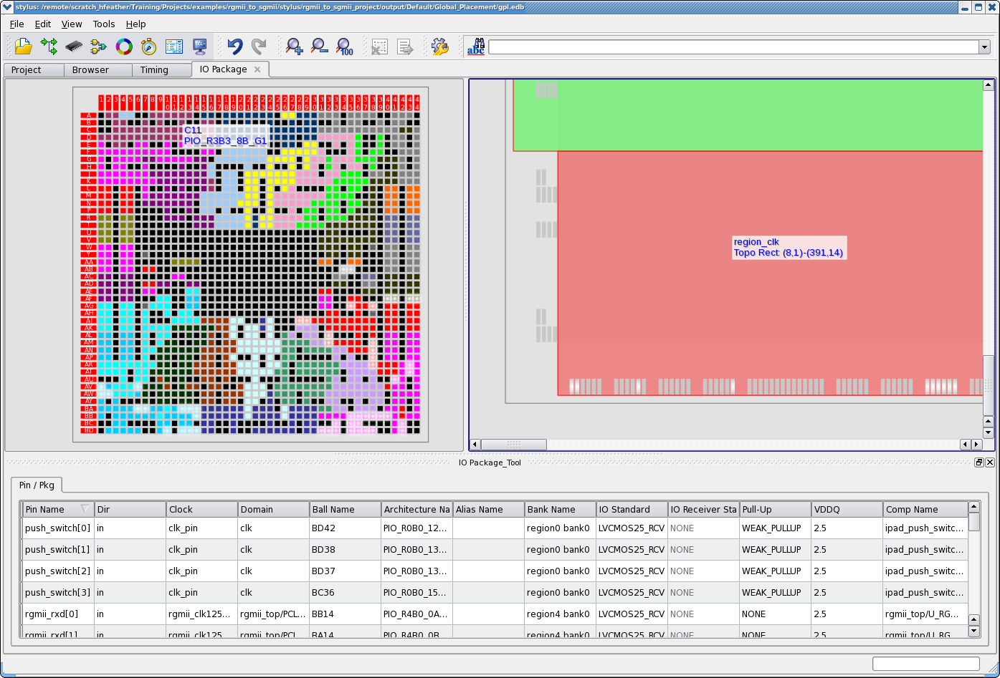 stylus: /remote/scratch_hfeather/Training/Projects/examples/rgmii_to_sgmii/stylus/rgmii_to_sgmii_project/output/Default/Global_Placement/gpl.edb
File Edit View Tools Help
TCL
100
abc
Project Browser Timing IO Package
1 2 3 4 5 6 7 8 9 10 11 12 13 14 15 16 17 18 19 20 21 22 23 24 25 26 27 28 29 30 31 32 33 34 35 36 37 38 39 40 41 42 43 44
A
B
C
D
E
F
G
H
J
K
L
M
N
P
R
T
U
V
W
Y
AA
AB
AC
AD
AE
AF
AG
AH
AJ
AK
AL
AM
AN
AP
AR
AT
AU
AV
AW
AY
BA
BB
BC
BD
C11
PIO_R3B3_8B_G1
region_clk
Topo Rect: (8,1)-(391,14)
IO Package_Tool
Pin / Pkg
Pin Name Dir Clock Domain Ball Name Architecture Na Alias Name Bank Name IO Standard IO Receiver Sta Pull-Up VDDQ Comp Name
push_switch[0] in clk_pin clk BD42 PIO_R0B0_12... region0 bank0 LVCMOS25_RCV NONE WEAK_PULLUP 2.5 ipad_push_switc...
push_switch[1] in clk_pin clk BD38 PIO_R0B0_13... region0 bank0 LVCMOS25_RCV NONE WEAK_PULLUP 2.5 ipad_push_switc...
push_switch[2] in clk_pin clk BD37 PIO_R0B0_13... region0 bank0 LVCMOS25_RCV NONE WEAK_PULLUP 2.5 ipad_push_switc...
push_switch[3] in clk_pin clk BC36 PIO_R0B0_15... region0 bank0 LVCMOS25_RCV NONE WEAK_PULLUP 2.5 ipad_push_switc...
rgmii_rxd[0] in rgmii_clk125... rgmii_top/PCL... BB14 PIO_R4B0_0A... region4 bank0 LVCMOS25_RCV NONE NONE 2.5 rgmii_top/U_RG...
rgmii_rxd[1] in rgmii_clk125 rgmii_top/PCL BA14 PIO_R4B0_0B region4 bank0 LVCMOS25_RCV NONE NONE 2.5 rgmii_top/U_RG